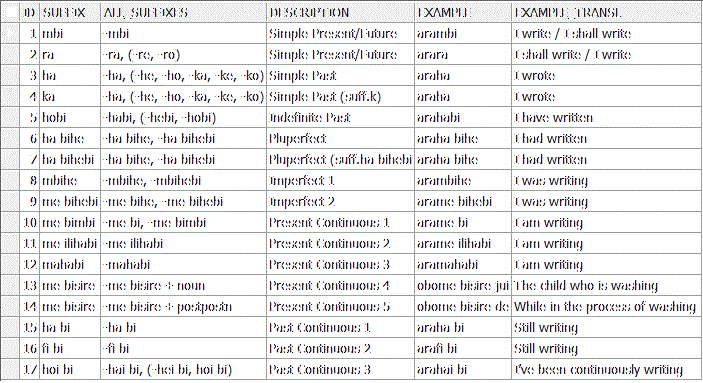 ID SUFFIX ALL_SUFFIXES DESCRIPTION EXAMPLE EXAMPLE_TRANSL
1 mbi ~mbi Simple Present/Future arambi I write / I shall write
2 ra ~ra, (~re, ~ro) Simple Present/Future arara I shall write / I write
3 ha ~ha, (~he, ~ho, ~ka, ~ke, ~ko) Simple Past araha I wrote
4 ka ~ha, (~he, ~ho, ~ka, ~ke, ~ko) Simple Past (suff.k) araha I wrote
5 hobi ~habi, (~hebi, ~hobi) Indefinite Past arahabi I have written
6 ha bihe ~ha bihe, ~ha bihebi Pluperfect araha bihe I had written
7 ha bihebi ~ha bihe, ~ha bihebi Pluperfect (suff.ha bihebi araha bihe I had written
8 mbihe ~mbihe, ~mbihebi Imperfect 1 arambihe I was writing
9 me bihebi ~me bihe, ~me bihebi Imperfect 2 arame bihebi I was writing
10 me bimbi ~me bi, ~me bimbi Present Continuous 1 arame bi I am writing
11 me ilihabi ~me ilihabi Present Continuous 2 arame ilihabi I am writing
12 mahabi ~mahabi Present Continuous 3 aramahabi I am writing
13 me bisire ~me bisire + noun Present Continuous 4 obome bisire jui The child who is washing
14 me bisire ~me bisire + postpostn Present Continuous 5 obome bisire de While in the process of washing
15 ha bi ~ha bi Past Continuous 1 araha bi Still writing
16 fi bi ~fi bi Past Continuous 2 arafi bi Still writing
17 hoi bi ~hai bi, (~hei bi, hoi bi) Past Continuous 3 arahai bi I've been continuously writing